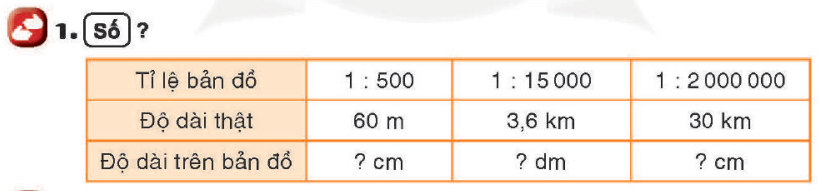 1. Số ?
Tỉ lệ bản đồ 1 : 500 1 : 15 000 1 : 2 000 000
Độ dài thật 60 m 3,6 km 30 km
Độ dài trên bản đồ ? cm ? dm ? cm